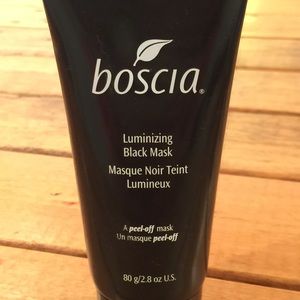 boscia®
Luminizing
Black Mask
Masque Noir Teint
Lumineux
A peel-off mask
Un masque peel-off
80 g/2.8 oz U.S.